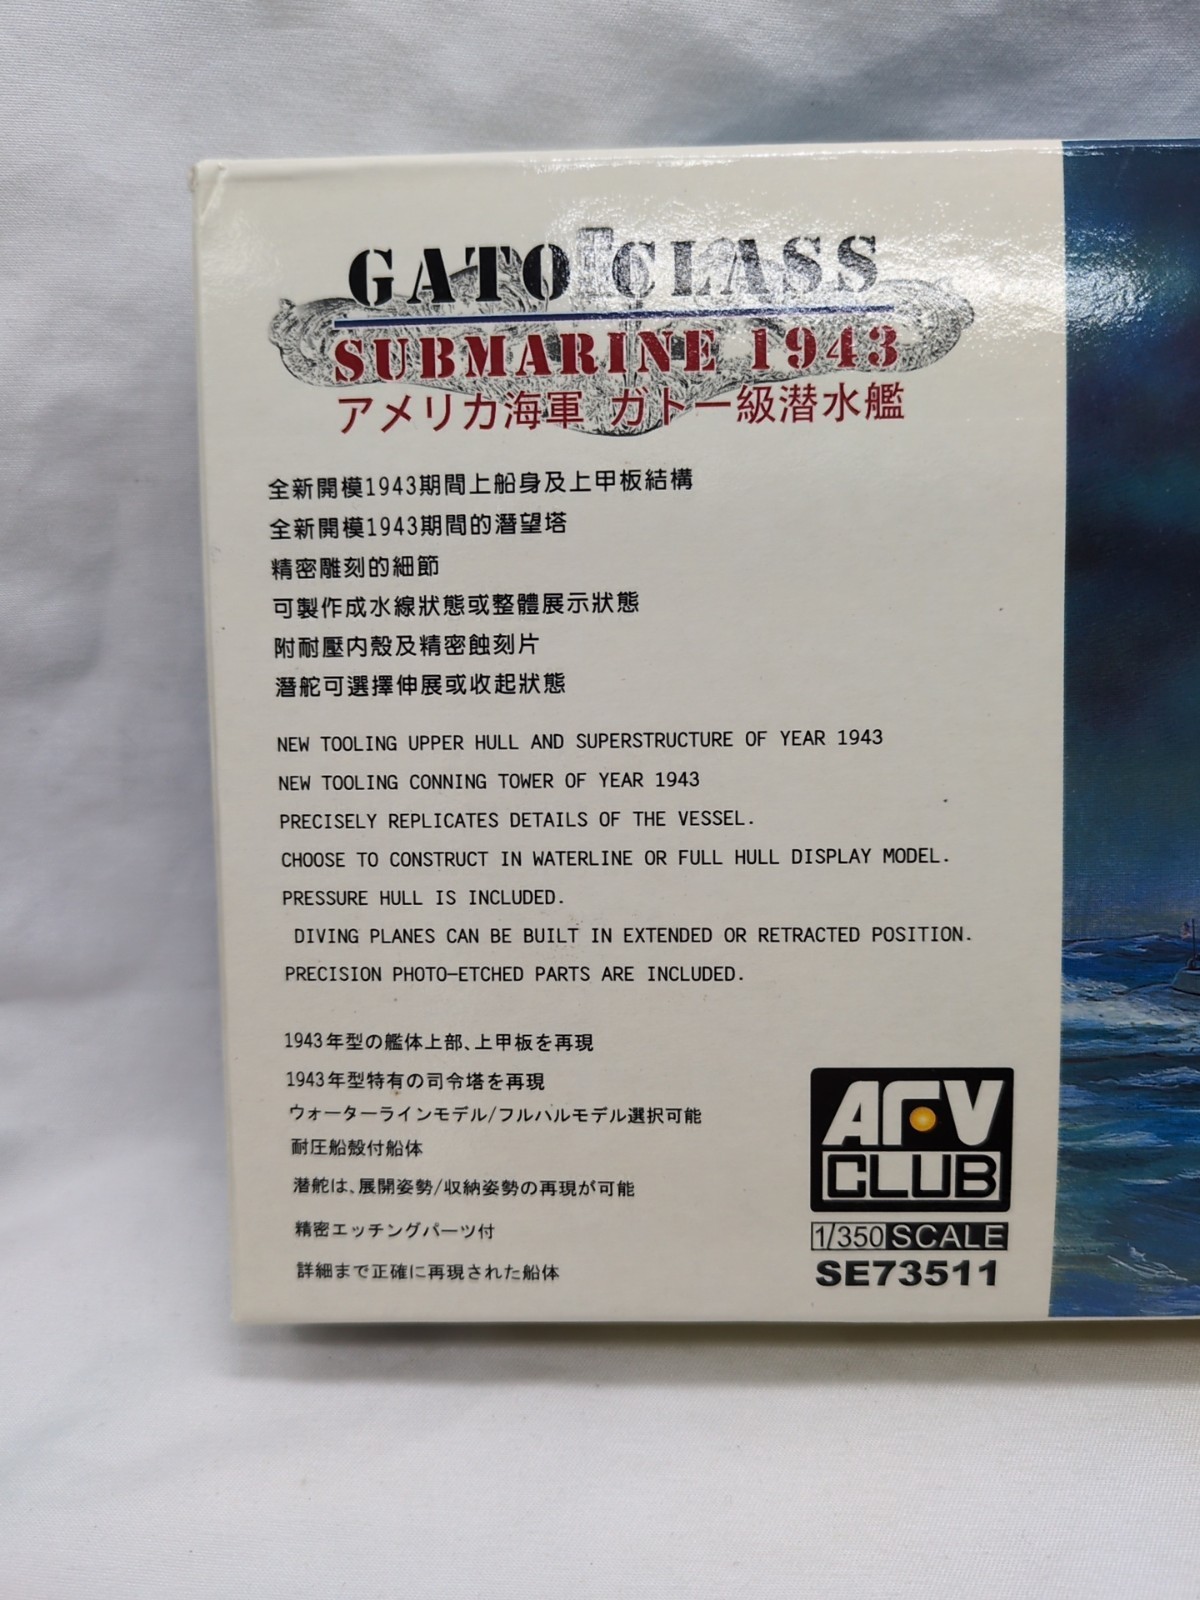 GATO CLASS
SUBMARINE 1943
アメリカ海軍 ガトー級潜水艦
全新開模1943期間上船身及上甲板結構
全新開模1943期間的潛望塔
精密雕刻的細節
可製作成水線狀態或整體展示狀態
附耐壓內殼及精密蝕刻片
潛舵可選擇伸展或收起狀態
NEW TOOLING UPPER HULL AND SUPERSTRUCTURE OF YEAR 1943
NEW TOOLING CONNING TOWER OF YEAR 1943
PRECISELY REPLICATES DETAILS OF THE VESSEL.
CHOOSE TO CONSTRUCT IN WATERLINE OR FULL HULL DISPLAY MODEL.
PRESSURE HULL IS INCLUDED.
DIVING PLANES CAN BE BUILT IN EXTENDED OR RETRACTED POSITION.
PRECISION PHOTO-ETCHED PARTS ARE INCLUDED.
1943年型の艦体上部、上甲板を再現
1943年型特有の司令塔を再現
ウォーターラインモデル/フルハルモデル選択可能
耐圧船殻付船体
潜舵は、展開姿勢/収納姿勢の再現が可能
精密エッチングパーツ付
詳細まで正確に再現された船体
AFV
CLUB
1/350 SCALE
SE73511